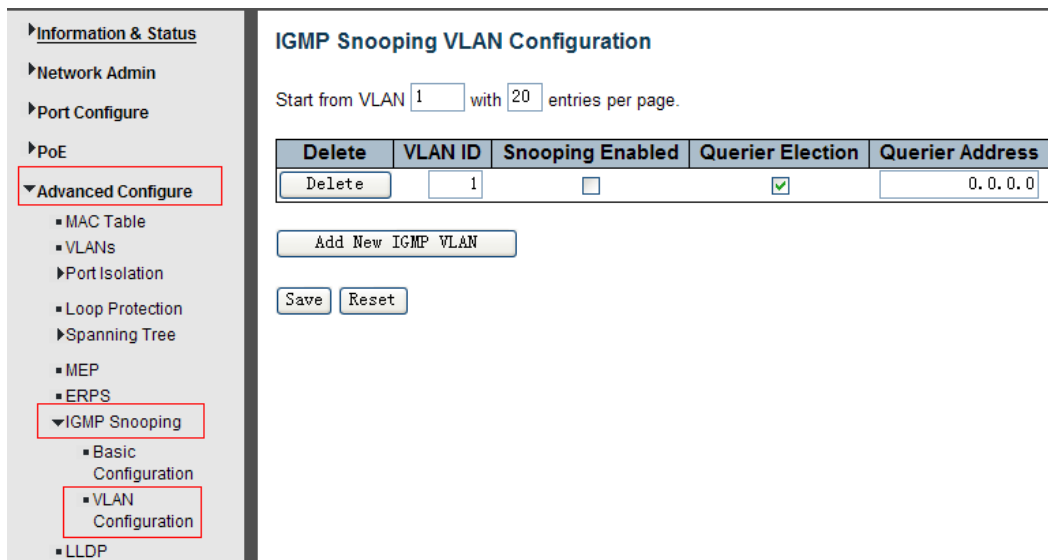 Information & Status
Network Admin
Port Configure
PoE
Advanced Configure
MAC Table
VLANs
Port Isolation
Loop Protection
Spanning Tree
MEP
ERPS
IGMP Snooping
Basic
Configuration
VLAN
Configuration
LLDP
IGMP Snooping VLAN Configuration
Start from VLAN 1 with 20 entries per page.
Delete VLAN ID Snooping Enabled Querier Election Querier Address
Delete 1 0.0.0.0
Add New IGMP VLAN
Save Reset